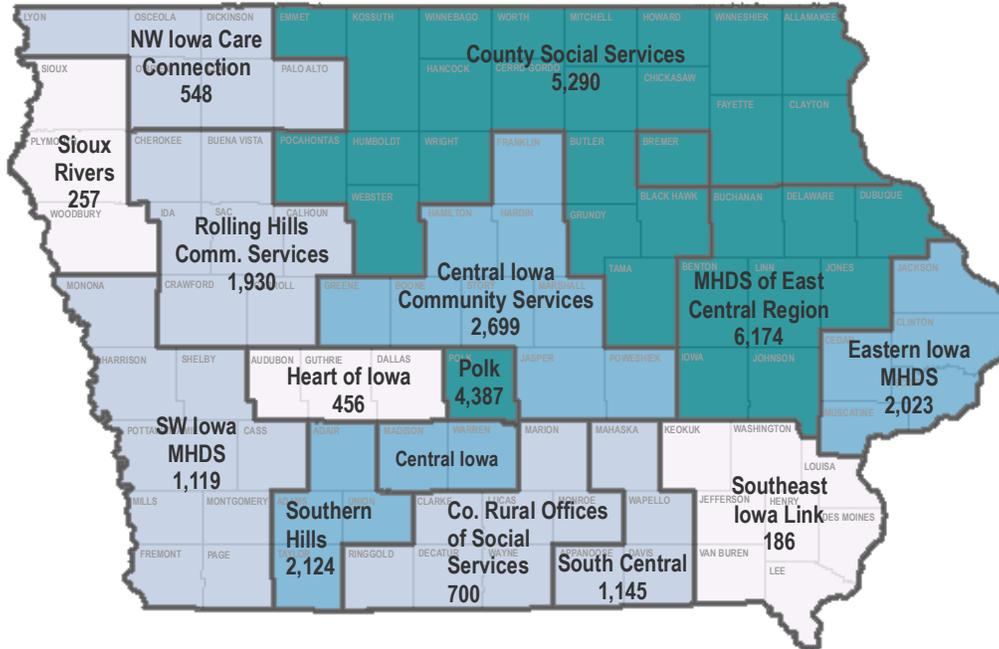 LYON
OSCEOLA
DICKINSON
EMMET
KOSSUTH
WINNEBAGO
WORTH
MITCHELL
HOWARD
WINNESHIEK
ALLAMAKEE
NW Iowa Care
Connection
548
County Social Services
5,290
SIOUX
PALO ALTO
HANCOCK
CERRO GORDO
CHICKASAW
FAYETTE
CLAYTON
Sioux
Rivers
257
CHEROKEE
BUENA VISTA
POCAHONTAS
HUMBOLDT
WRIGHT
FRANKLIN
BUTLER
BREMER
WOODBURY
IDA
SAC
CALHOUN
WEBSTER
HAMILTON
HARDIN
GRUNDY
BLACK HAWK
BUCHANAN
DELAWARE
DUBUQUE
Rolling Hills
Comm. Services
1,930
Central Iowa
Community Services
2,699
MHDS of East
Central Region
6,174
MONONA
CRAWFORD
GREENE
BOONE
STORY
MARSHALL
TAMA
BENTON
LINN
JONES
JACKSON
CLINTON
CEDAR
Eastern Iowa
MHDS
2,023
HARRISON
SHELBY
AUDUBON
GUTHRIE
DALLAS
POLK
JASPER
POWESHIEK
IOWA
JOHNSON
MUSCATINE
Heart of Iowa
456
Polk
4,387
SW Iowa
MHDS
1,119
CASS
ADAIR
MADISON
WARREN
MARION
MAHASKA
KEOKUK
WASHINGTON
LOUISA
Central Iowa
MILLS
MONTGOMERY
ADAMS
UNION
CLARKE
LUCAS
MONROE
WAPELLO
JEFFERSON
HENRY
DES MOINES
Southern
Hills
2,124
Co. Rural Offices
of Social
Services
700
Southeast
Iowa Link
186
FREMONT
PAGE
TAYLOR
RINGGOLD
DECATUR
WAYNE
APPANOOSE
DAVIS
VAN BUREN
LEE
South Central
1,145